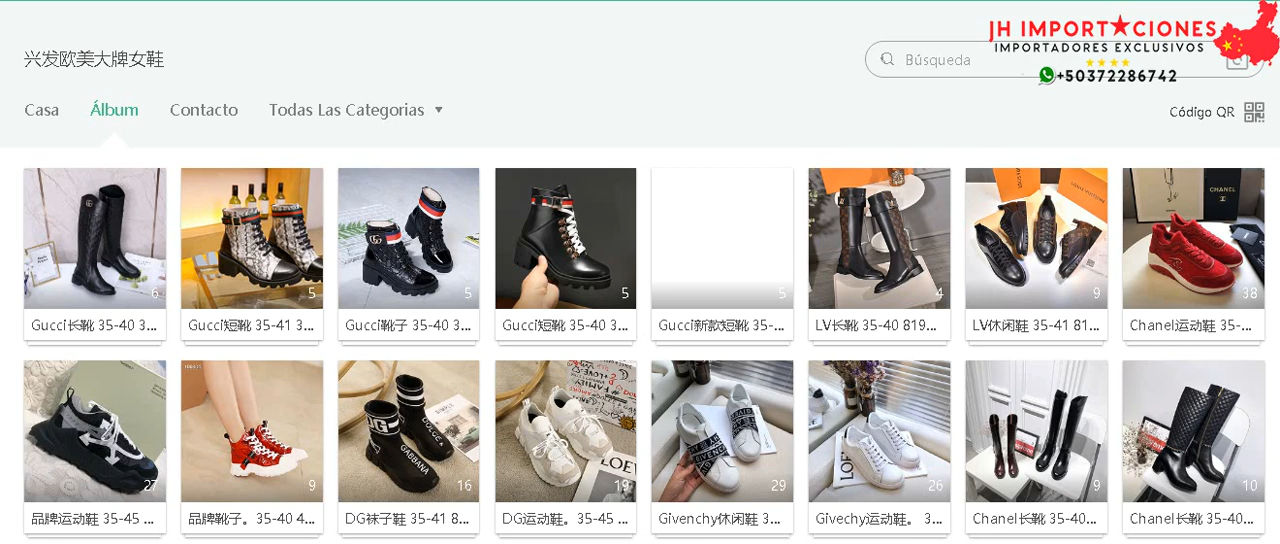 JH IMPORT★CIONES
IMPORTADORES EXCLUSIVOS
兴发欧美大牌女鞋
Búsqueda
+50372286742
Casa
Álbum
Contacto
Todas Las Categorias
Código QR
CHANEL
6
5
5
5
5
4
9
38
Gucci长靴 35-40 3...
Gucci短靴 35-41 3...
Gucci靴子 35-40 3...
Gucci短靴 35-40 3...
Gucci新款短靴 35-...
LV长靴 35-40 819...
LV休闲鞋 35-41 81...
Chanel运动鞋 35-...
DG
DOLCE
GABBANA
LOEW
GIVENC
LOE
27
9
16
19
29
26
9
10
品牌运动鞋 35-45 ...
品牌靴子。35-40 4...
DG袜子鞋 35-41 8...
DG运动鞋。35-45 ...
Givenchy休闲鞋 3...
Givechy运动鞋。 3...
Chanel长靴 35-40...
Chanel长靴 35-40...